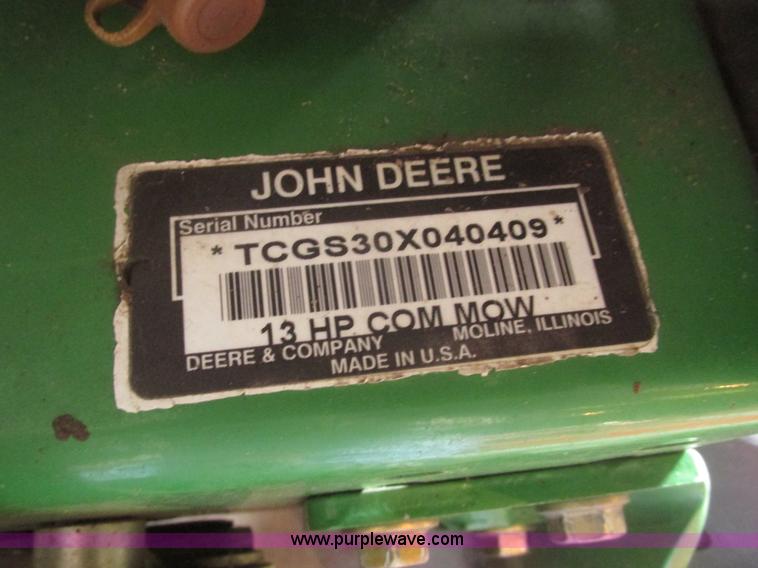 JOHN DEERE
Serial Number
* TCGS30X040409 *
13 HP COM MOW
DEERE & COMPANY MOLINE, ILLINOIS
MADE IN U.S.A.
www.purplewave.com